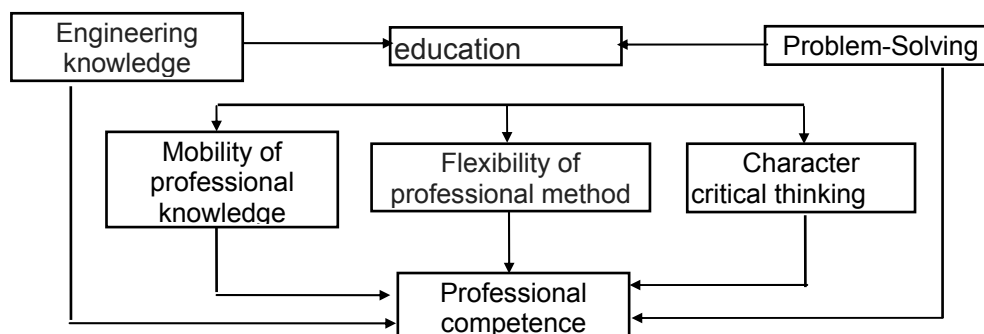 Engineering
knowledge
education
Problem-Solving
Mobility of
professional
knowledge
Flexibility of
professional method
Character
critical thinking
Professional
competence